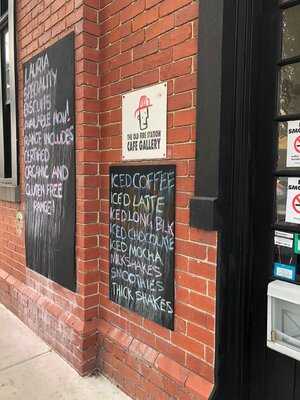 LAURIA
SPECIALITY
BISCUITS
AVAILABLE NOW!
RANGE INCLUDES
CERTIFIED
ORGANIC AND
GLUTEN FREE
RANGE!
THE OLD FIRE STATION
CAFE GALLERY
ICED COFFEE
ICED LATTE
ICED LONG BLK
ICED CHOCOLATE
ICED MOCHA
MILKSHAKES
SMOOTHIES
THICK SHAKES